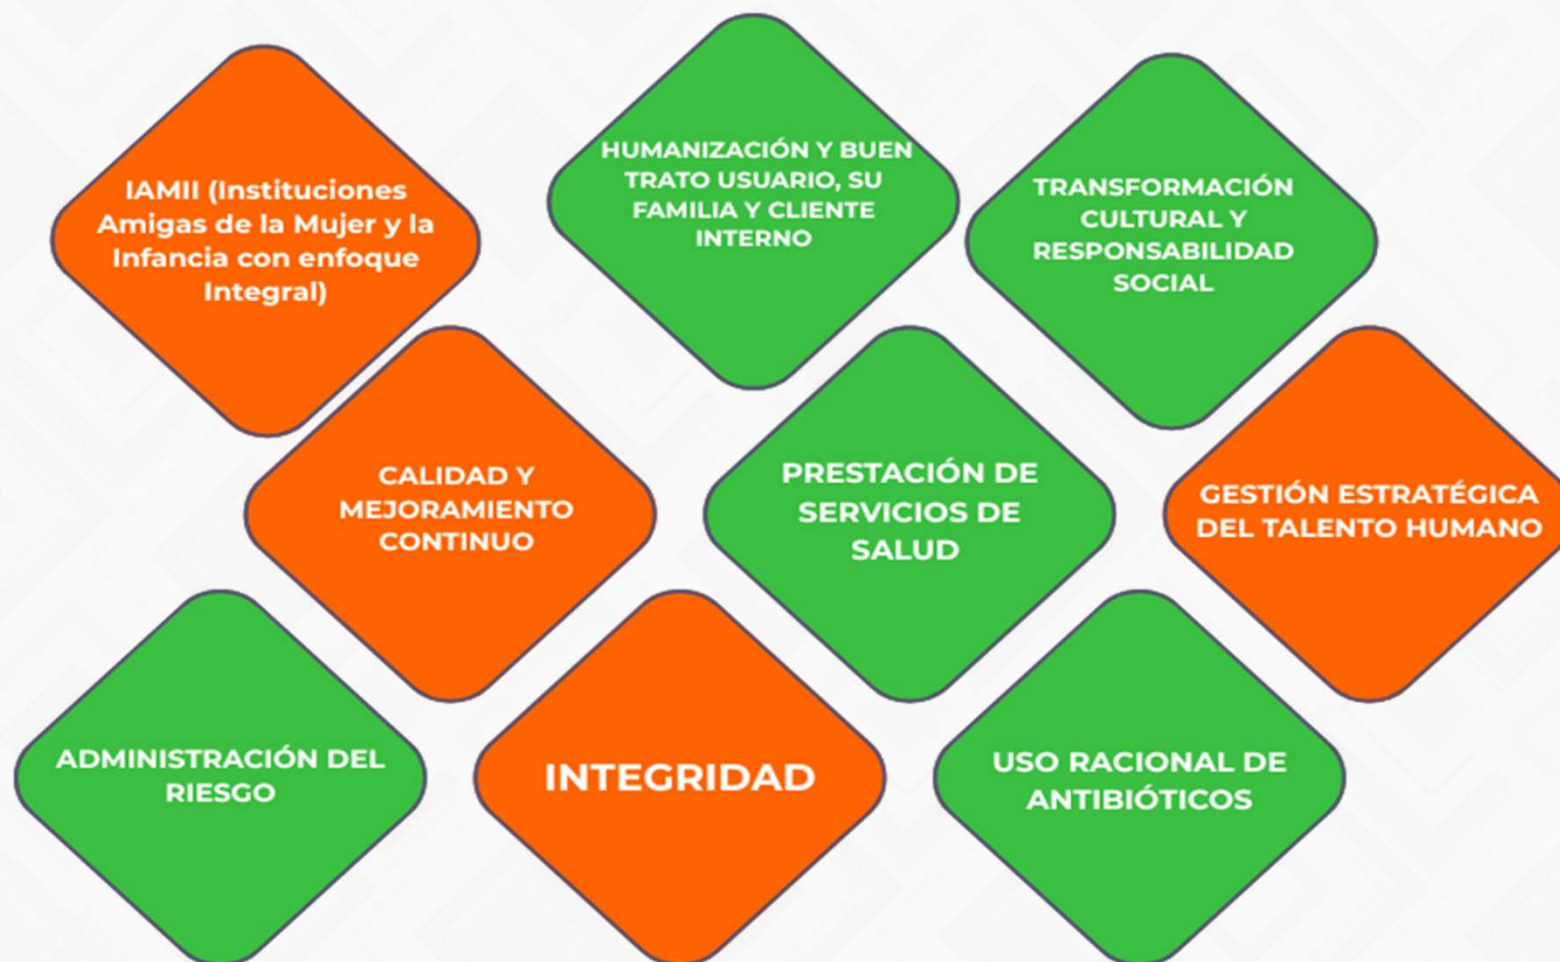 IAMII (Instituciones
Amigas de la Mujer y la
Infancia con enfoque
Integral)
HUMANIZACIÓN Y BUEN
TRATO USUARIO, SU
FAMILIA Y CLIENTE
INTERNO
TRANSFORMACIÓN
CULTURAL Y
RESPONSABILIDAD
SOCIAL
CALIDAD Y
MEJORAMIENTO
CONTINUO
PRESTACIÓN DE
SERVICIOS DE
SALUD
GESTIÓN ESTRATÉGICA
DEL TALENTO HUMANO
ADMINISTRACIÓN DEL
RIESGO
INTEGRIDAD
USO RACIONAL DE
ANTIBIÓTICOS